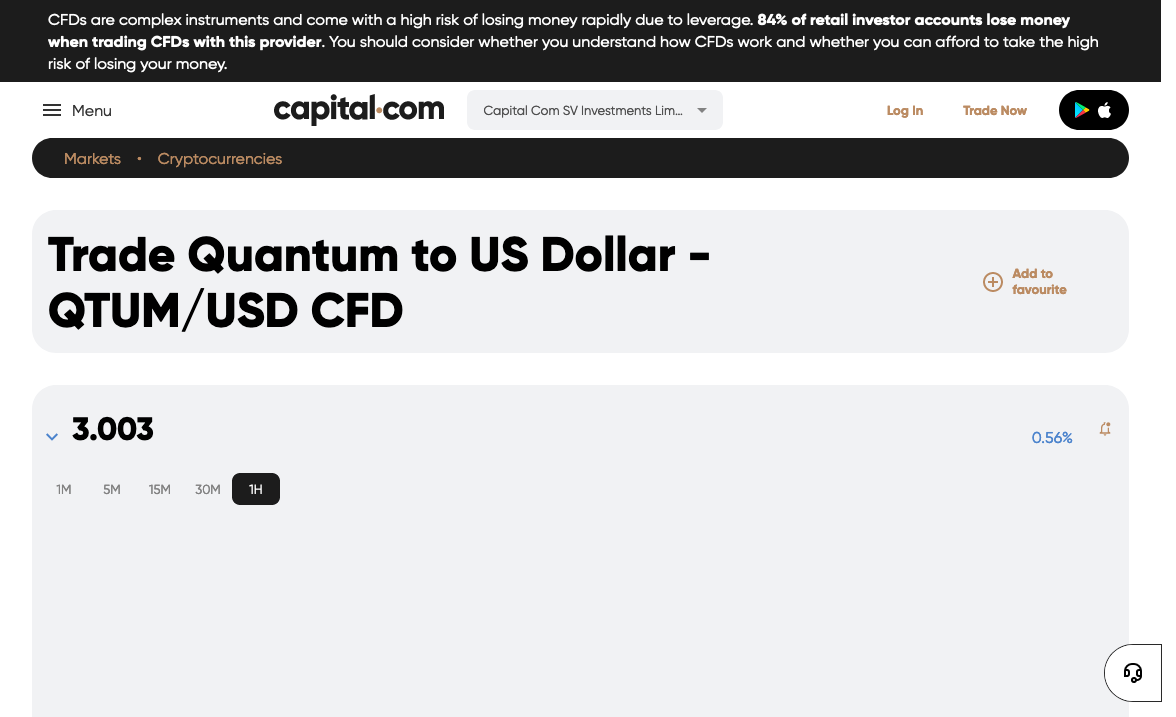 CFDs are complex instruments and come with a high risk of losing money rapidly due to leverage. 84% of retail investor accounts lose money
when trading CFDs with this provider. You should consider whether you understand how CFDs work and whether you can afford to take the high
risk of losing your money.
Menu
capital.com
Capital Com SV Investments Lim...
Log In
Trade Now
Markets • Cryptocurrencies
Trade Quantum to US Dollar -
QTUM/USD CFD
Add to
favourite
3.003
0.56%
1M 5M 15M 30M 1H